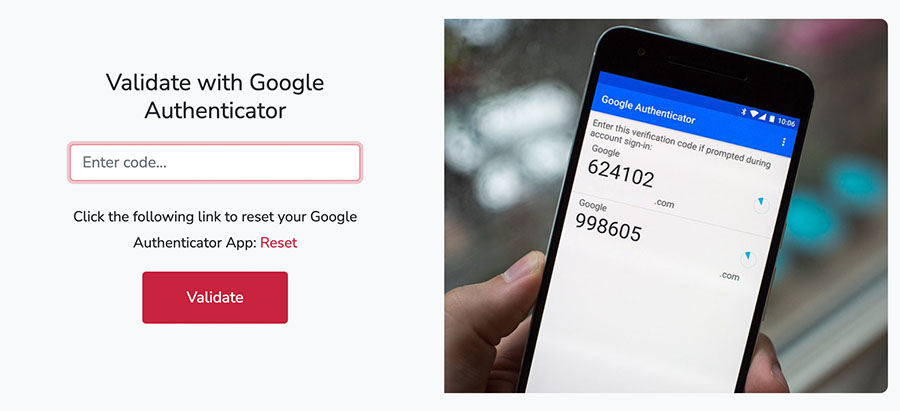 Validate with Google
Authenticator
Enter code...
Click the following link to reset your Google
Authenticator App: Reset
Validate
10:06
Google Authenticator
Enter this verification code if prompted during
account sign-in:
Google
624102
.com
Google
998605
.com